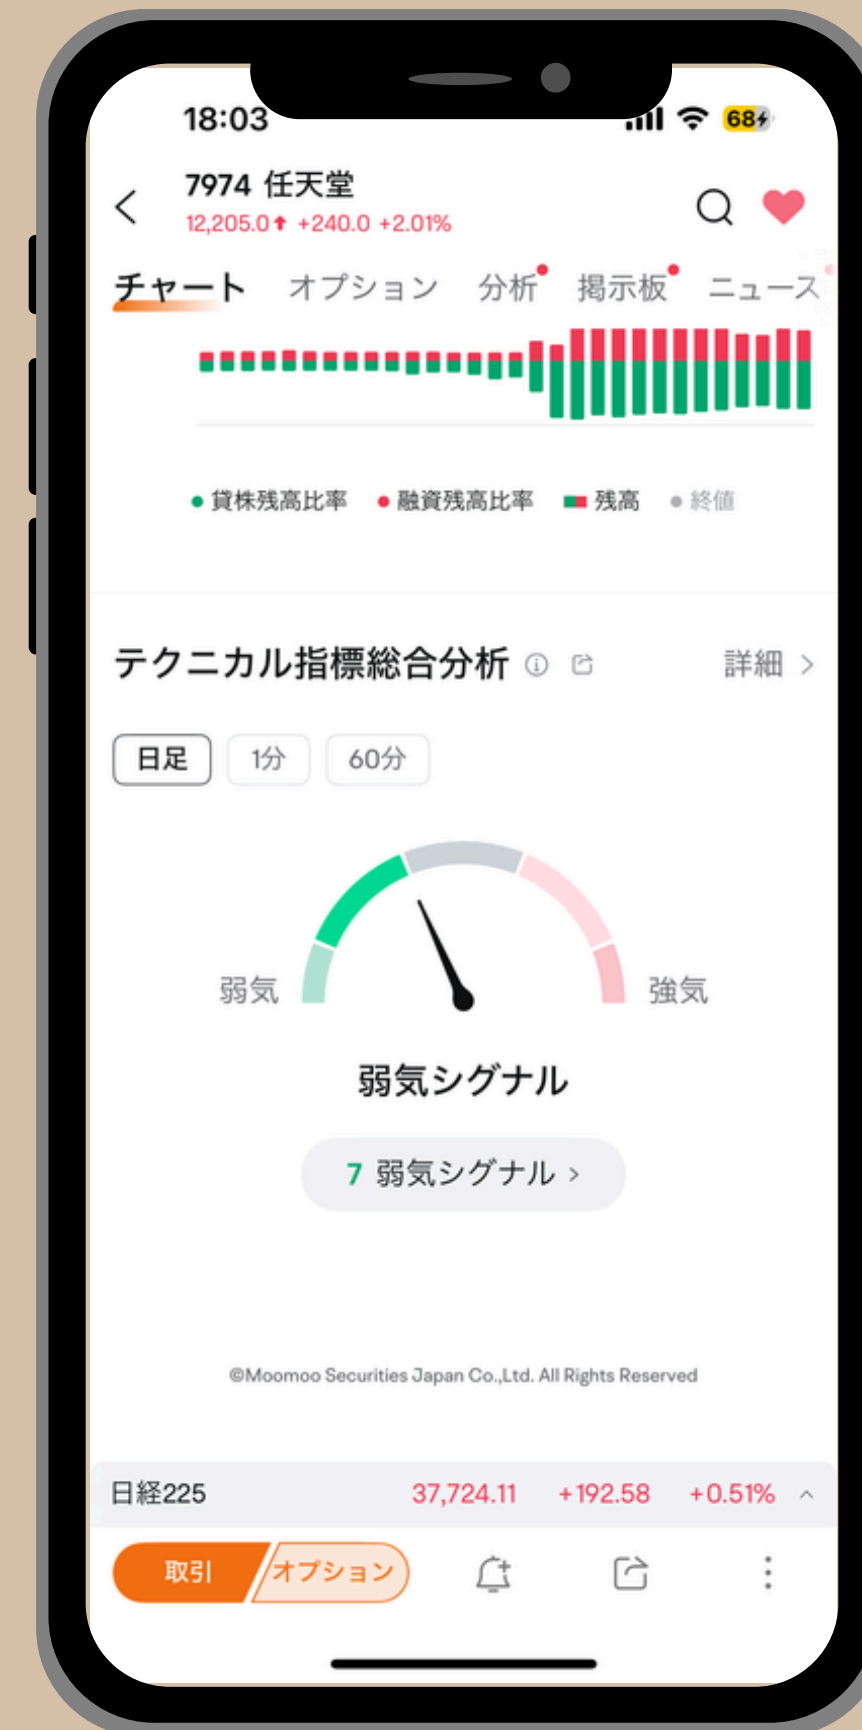 18:03 68
7974 任天堂
12,205.0 +240.0 +2.01%
チャート オプション 分析 掲示板 ニュース
貸株残高比率 融資残高比率 残高 終値
テクニカル指標総合分析 詳細 >
日足 1分 60分
弱気 強気
弱気シグナル
7 弱気シグナル >
©Moomoo Securities Japan Co.,Ltd. All Rights Reserved
日経225 37,724.11 +192.58 +0.51%
取引 オプション